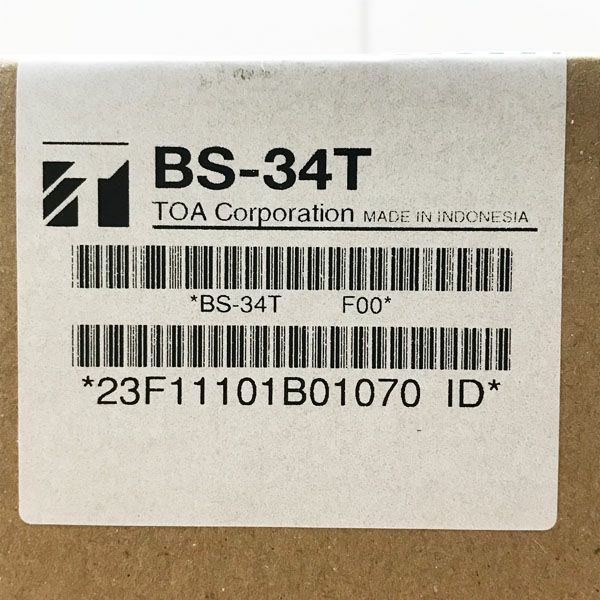 BS-34T
TOA Corporation MADE IN INDONESIA
*BS-34T F00*
*23F11101B01070 ID*